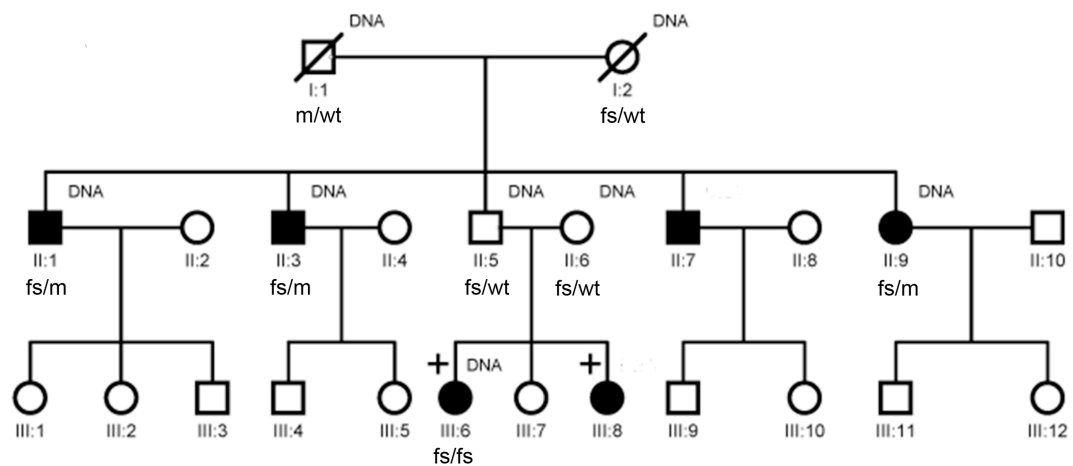 DNA DNA
I:1 I:2
m/wt fs/wt
DNA DNA DNA DNA DNA
II:1 II:2 II:3 II:4 II:5 II:6 II:7 II:8 II:9 II:10
fs/m fs/m fs/wt fs/wt fs/m
+ DNA +
III:1 III:2 III:3 III:4 III:5 III:6 III:7 III:8 III:9 III:10 III:11 III:12
fs/fs